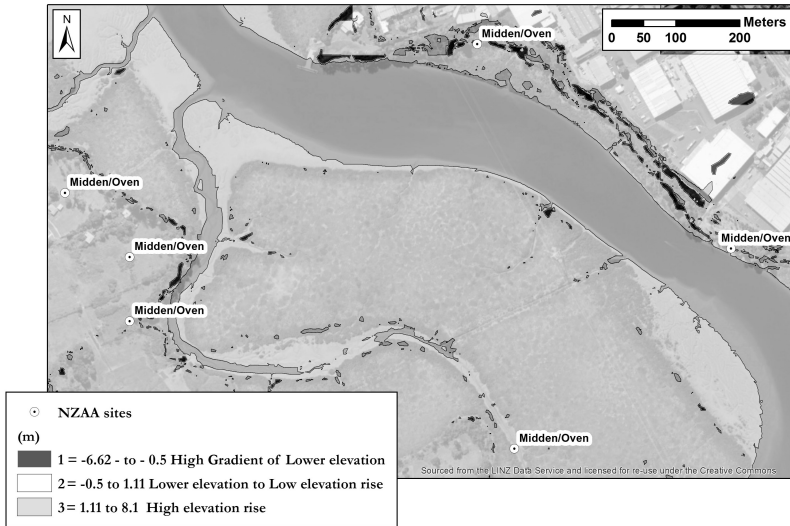 N
Meters
0 50 100 200
Midden/Oven
Midden/Oven
Midden/Oven
Midden/Oven
Midden/Oven
Midden/Oven
Sourced from the LINZ Data Service and licensed for re-use under the Creative Commons
NZAA sites
(m)
1 = -6.62 - to - 0.5 High Gradient of Lower elevation
2 = -0.5 to 1.11 Lower elevation to Low elevation rise
3 = 1.11 to 8.1 High elevation rise